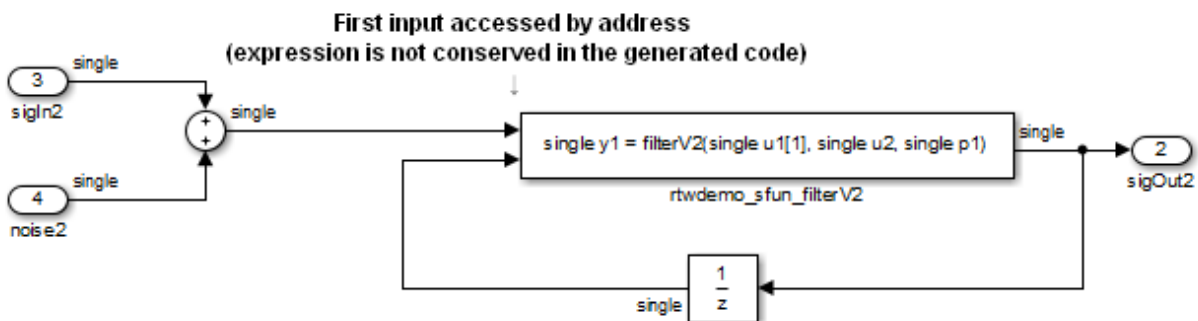 First input accessed by address
(expression is not conserved in the generated code)
single
3
sigIn2
+
+
single
single
4
noise2
single y1 = filterV2(single u1[1], single u2, single p1)
rtwdemo_sfun_filterV2
single
2
sigOut2
1
z
single